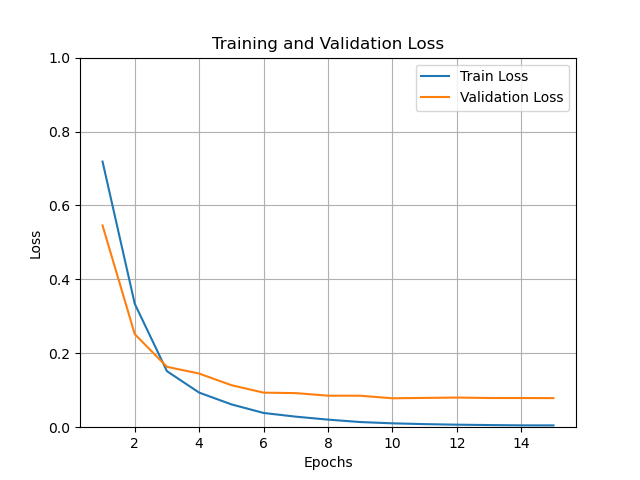 Training and Validation Loss
Train Loss
Validation Loss
1.0
0.8
0.6
0.4
0.2
0.0
Loss
2 4 6 8 10 12 14
Epochs